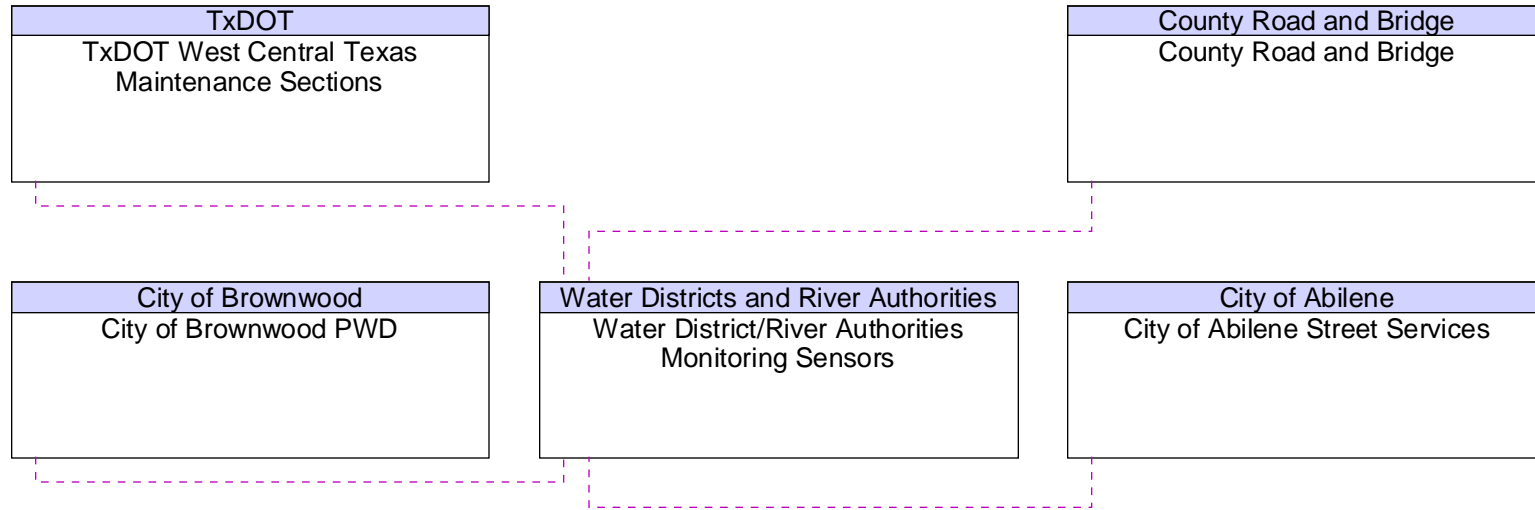 TxDOT
TxDOT West Central Texas
Maintenance Sections
County Road and Bridge
County Road and Bridge
City of Brownwood
City of Brownwood PWD
Water Districts and River Authorities
Water District/River Authorities
Monitoring Sensors
City of Abilene
City of Abilene Street Services